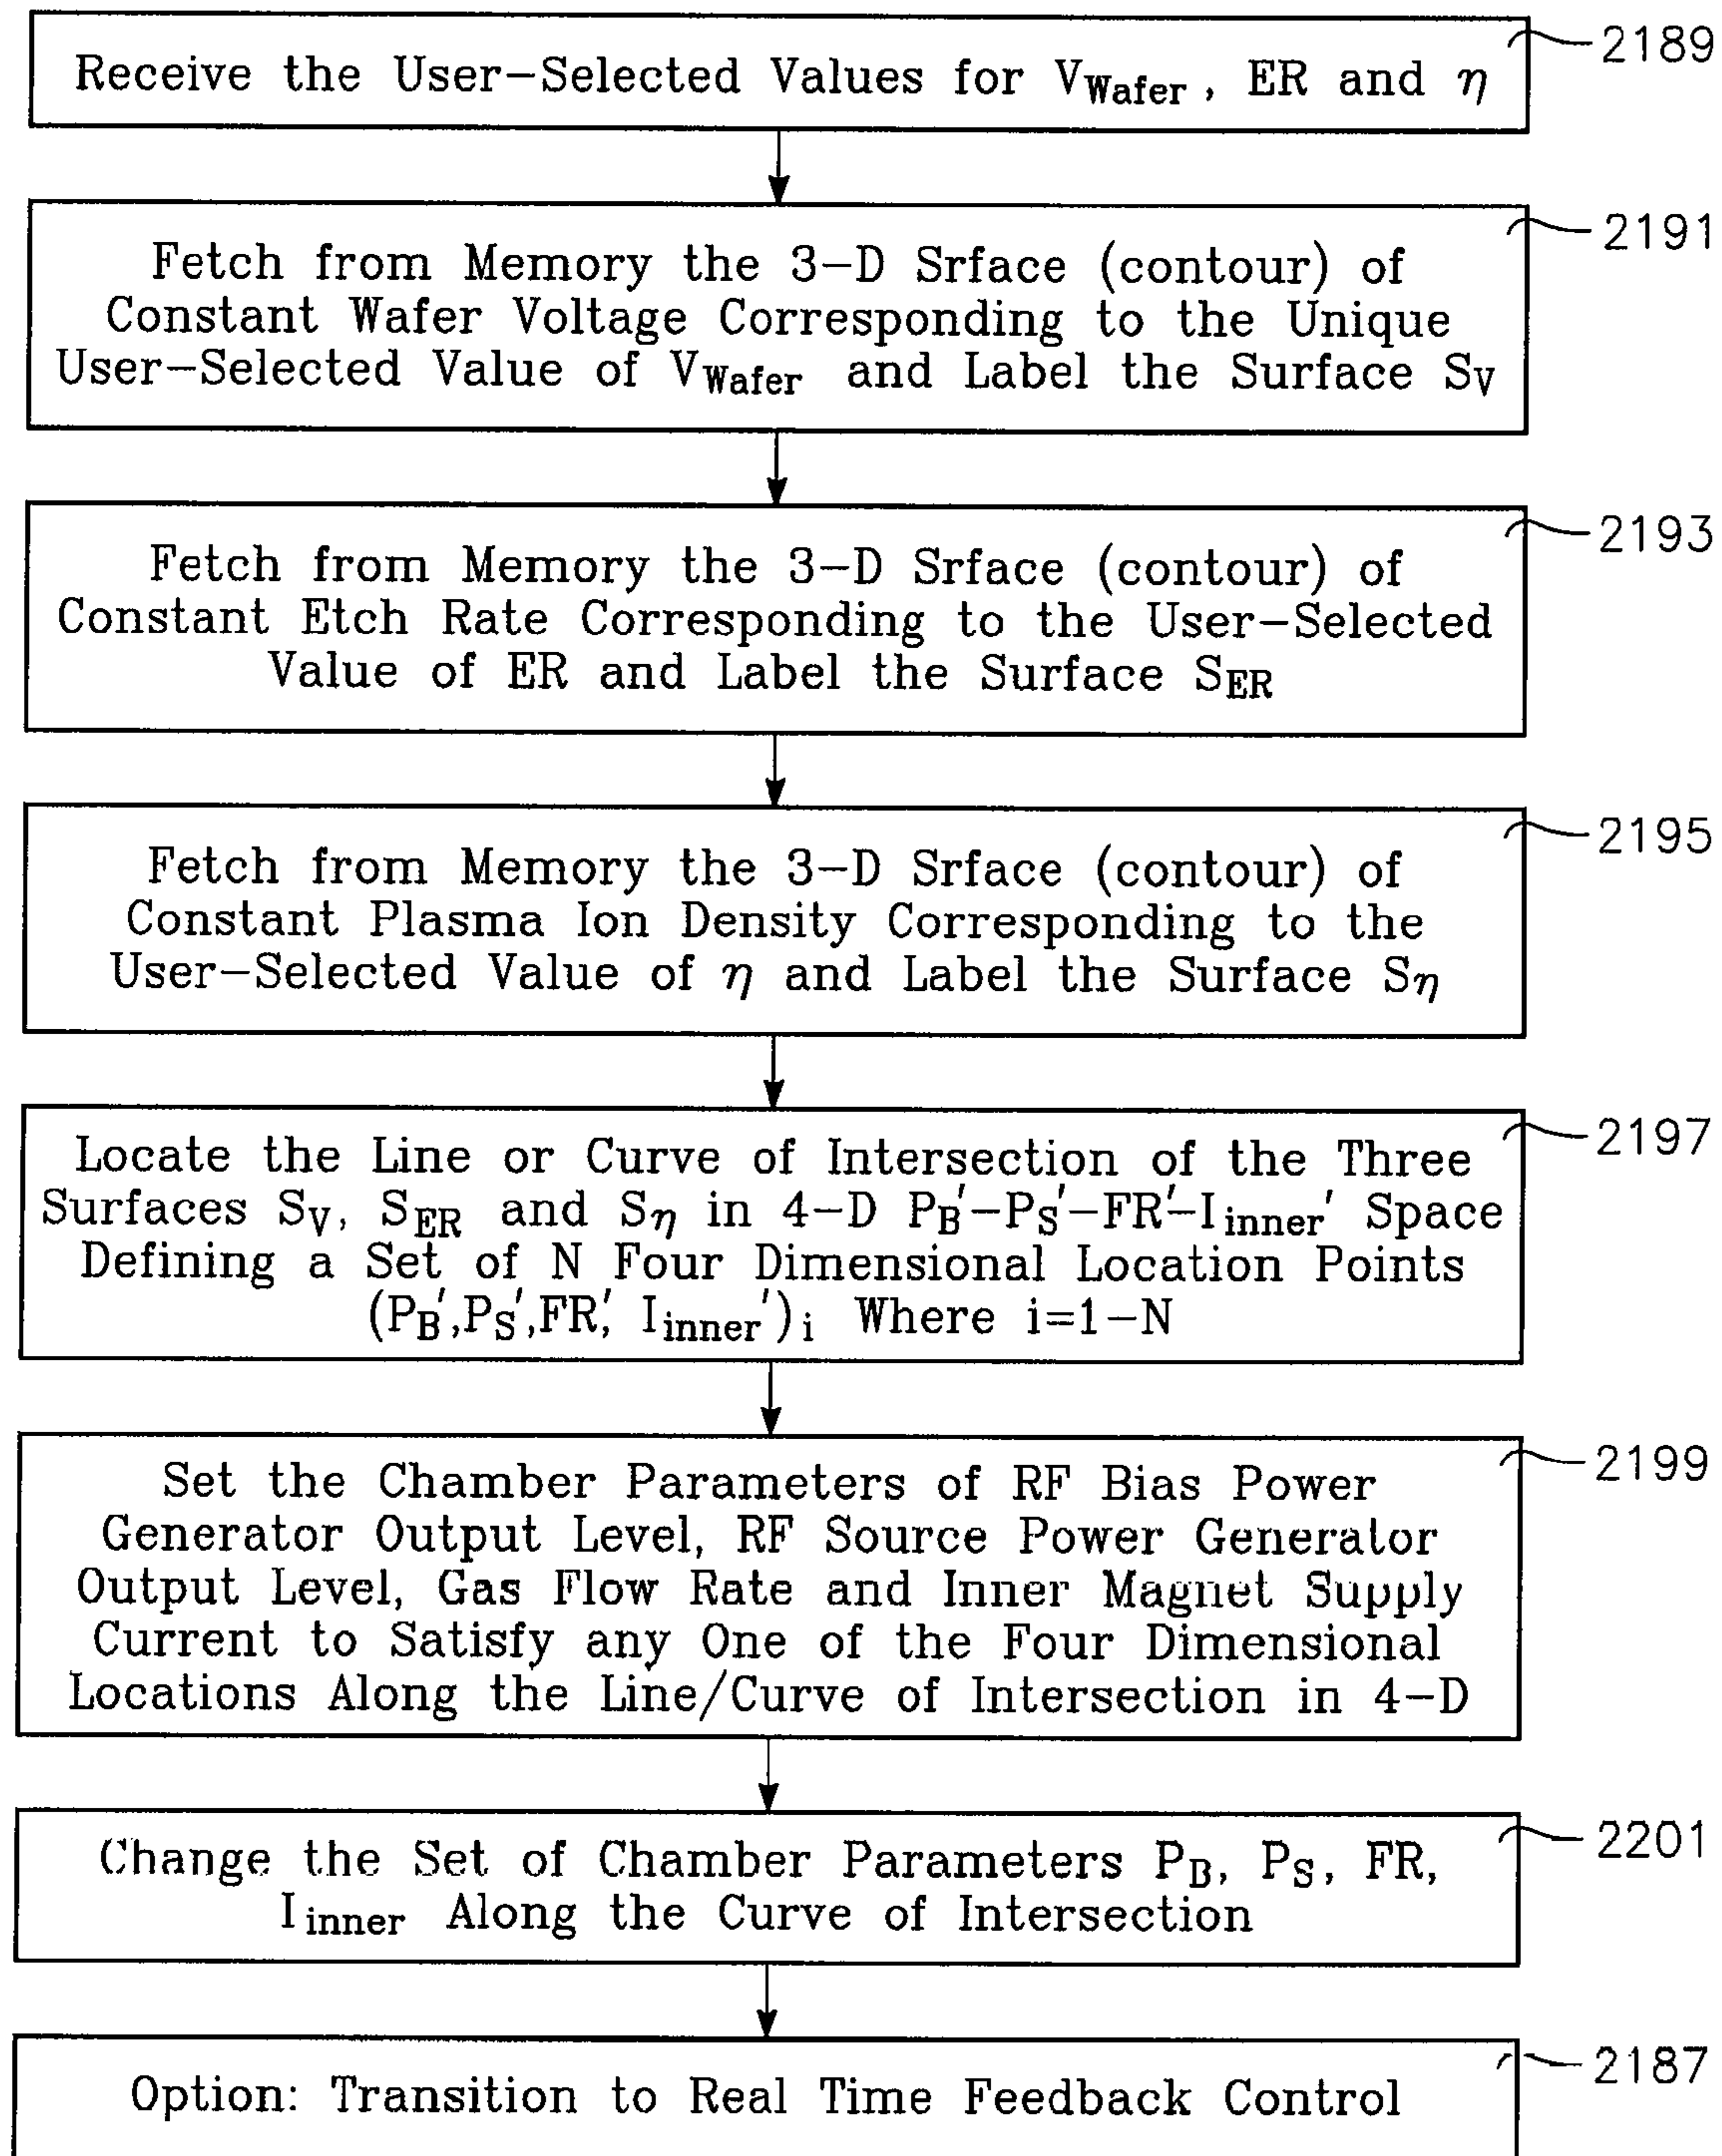 2189
Receive the User-Selected Values for VWafer, ER and η
2191
Fetch from Memory the 3-D Srface (contour) of
Constant Wafer Voltage Corresponding to the Unique
User-Selected Value of VWafer and Label the Surface SV
2193
Fetch from Memory the 3-D Srface (contour) of
Constant Etch Rate Corresponding to the User-Selected
Value of ER and Label the Surface SER
2195
Fetch from Memory the 3-D Srface (contour) of
Constant Plasma Ion Density Corresponding to the
User-Selected Value of η and Label the Surface Sη
2197
Locate the Line or Curve of Intersection of the Three
Surfaces SV, SER and Sη in 4-D PB'-PS'-FR'-Iinner' Space
Defining a Set of N Four Dimensional Location Points
(PB',PS',FR', Iinner')i Where i=1-N
2199
Set the Chamber Parameters of RF Bias Power
Generator Output Level, RF Source Power Generator
Output Level, Gas Flow Rate and Inner Magnet Supply
Current to Satisfy any One of the Four Dimensional
Locations Along the Line/Curve of Intersection in 4-D
2201
Change the Set of Chamber Parameters PB, PS, FR,
Iinner Along the Curve of Intersection
2187
Option: Transition to Real Time Feedback Control